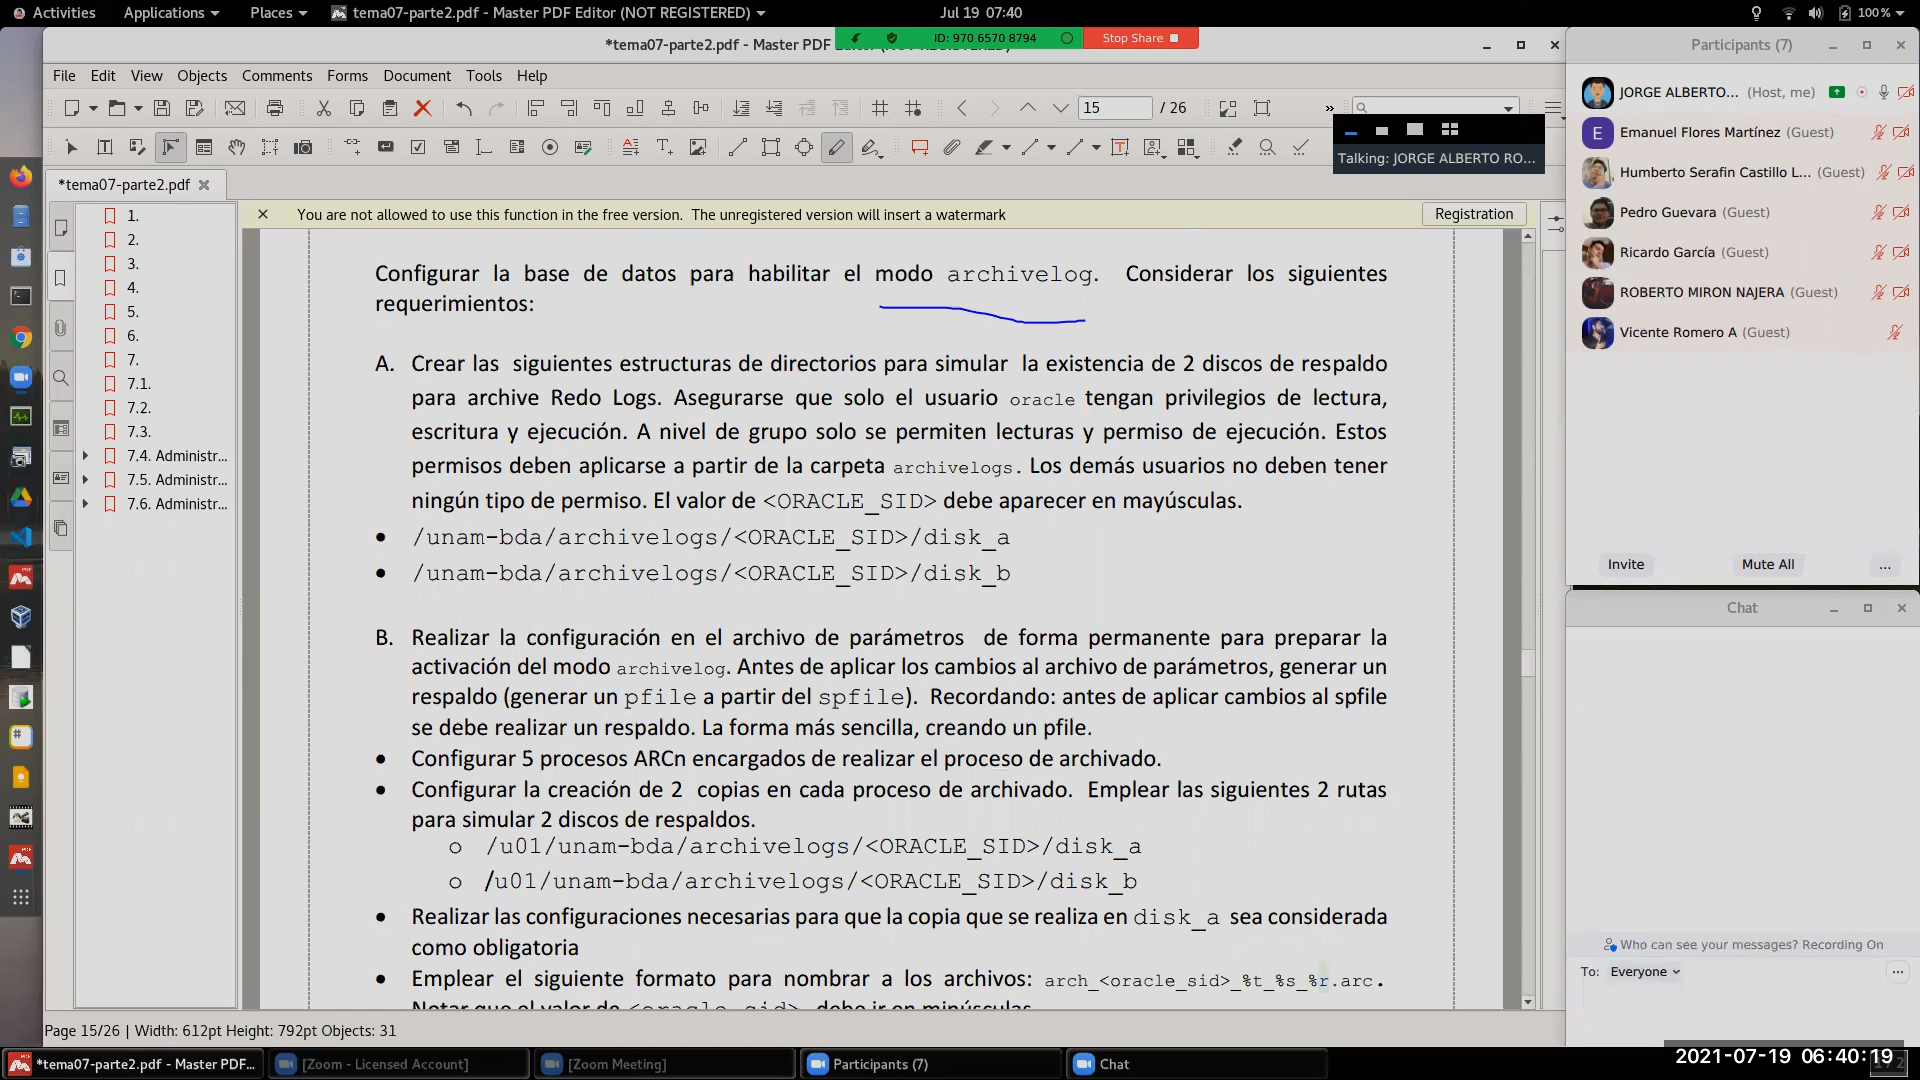 Activities Applications Places tema07-parte2.pdf - Master PDF Editor (NOT REGISTERED) Jul 19 07:40 100%
*tema07-parte2.pdf - Master PDF
ID: 970 6570 8794 Stop Share
File Edit View Objects Comments Forms Document Tools Help
15 / 26
Talking: JORGE ALBERTO RO...
*tema07-parte2.pdf
You are not allowed to use this function in the free version. The unregistered version will insert a watermark
Registration
1.
2.
3.
4.
5.
6.
7.
7.1.
7.2.
7.3.
7.4. Administr...
7.5. Administr...
7.6. Administr...
Configurar la base de datos para habilitar el modo archivelog. Considerar los siguientes
requerimientos:
A. Crear las siguientes estructuras de directorios para simular la existencia de 2 discos de respaldo
para archive Redo Logs. Asegurarse que solo el usuario oracle tengan privilegios de lectura,
escritura y ejecución. A nivel de grupo solo se permiten lecturas y permiso de ejecución. Estos
permisos deben aplicarse a partir de la carpeta archivelogs. Los demás usuarios no deben tener
ningún tipo de permiso. El valor de <ORACLE_SID> debe aparecer en mayúsculas.
• /unam-bda/archivelogs/<ORACLE_SID>/disk_a
• /unam-bda/archivelogs/<ORACLE_SID>/disk_b
B. Realizar la configuración en el archivo de parámetros de forma permanente para preparar la
activación del modo archivelog. Antes de aplicar los cambios al archivo de parámetros, generar un
respaldo (generar un pfile a partir del spfile). Recordando: antes de aplicar cambios al spfile
se debe realizar un respaldo. La forma más sencilla, creando un pfile.
• Configurar 5 procesos ARCn encargados de realizar el proceso de archivado.
• Configurar la creación de 2 copias en cada proceso de archivado. Emplear las siguientes 2 rutas
para simular 2 discos de respaldos.
o /u01/unam-bda/archivelogs/<ORACLE_SID>/disk_a
o /u01/unam-bda/archivelogs/<ORACLE_SID>/disk_b
• Realizar las configuraciones necesarias para que la copia que se realiza en disk_a sea considerada
como obligatoria
• Emplear el siguiente formato para nombrar a los archivos: arch_<oracle_sid>_%t_%s_%r.arc.
Notar que el valor de <oracle_sid> debe ir en minúsculas
Page 15/26 | Width: 612pt Height: 792pt Objects: 31
Participants (7)
JORGE ALBERTO... (Host, me)
E Emanuel Flores Martínez (Guest)
Humberto Serafin Castillo L... (Guest)
Pedro Guevara (Guest)
Ricardo García (Guest)
ROBERTO MIRON NAJERA (Guest)
Vicente Romero A (Guest)
Invite Mute All ...
Chat
Who can see your messages? Recording On
To: Everyone
*tema07-parte2.pdf - Master PDF... [Zoom - Licensed Account] [Zoom Meeting] Participants (7) Chat
2021-07-19 06:40:19